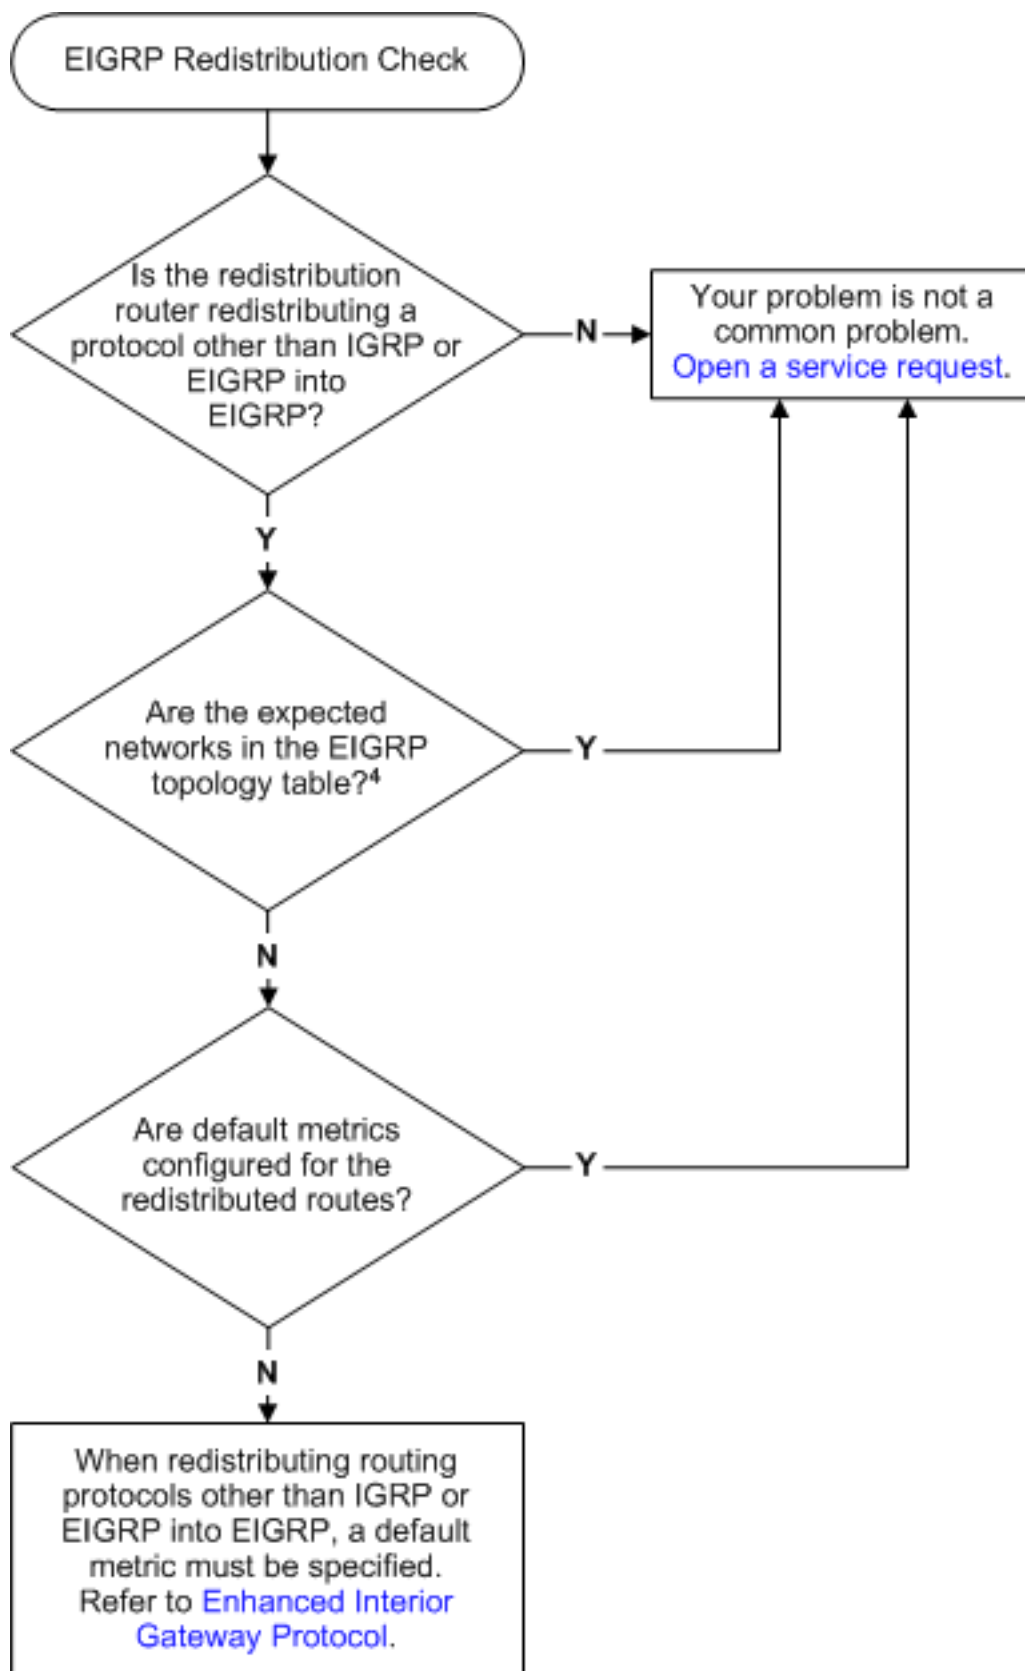 EIGRP Redistribution Check
Is the redistribution
router redistributing a
protocol other than IGRP or
EIGRP into
EIGRP?
N
Your problem is not a
common problem.
Open a service request.
Y
Are the expected
networks in the EIGRP
topology table?⁴
Y
N
Are default metrics
configured for the
redistributed routes?
Y
N
When redistributing routing
protocols other than IGRP or
EIGRP into EIGRP, a default
metric must be specified.
Refer to Enhanced Interior
Gateway Protocol.